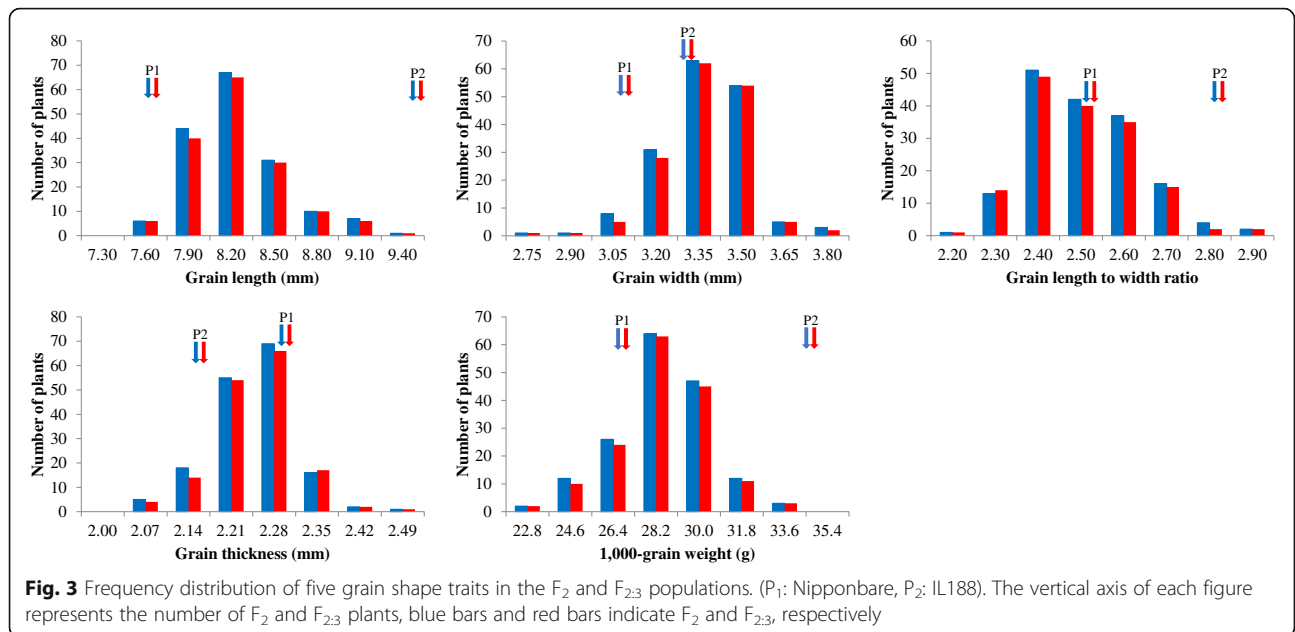 80
70
60
50
40
30
20
10
0
Number of plants
P1
P2
7.30 7.60 7.90 8.20 8.50 8.80 9.10 9.40
Grain length (mm)
70
60
50
40
30
20
10
0
Number of plants
P1
P2
2.75 2.90 3.05 3.20 3.35 3.50 3.65 3.80
Grain width (mm)
60
50
40
30
20
10
0
Number of plants
P1
P2
2.20 2.30 2.40 2.50 2.60 2.70 2.80 2.90
Grain length to width ratio
80
70
60
50
40
30
20
10
0
Number of plants
P2
P1
2.00 2.07 2.14 2.21 2.28 2.35 2.42 2.49
Grain thickness (mm)
70
60
50
40
30
20
10
0
Number of plants
P1
P2
22.8 24.6 26.4 28.2 30.0 31.8 33.6 35.4
1,000-grain weight (g)
Fig. 3 Frequency distribution of five grain shape traits in the F2 and F2:3 populations. (P1: Nipponbare, P2: IL188). The vertical axis of each figure
represents the number of F2 and F2:3 plants, blue bars and red bars indicate F2 and F2:3, respectively